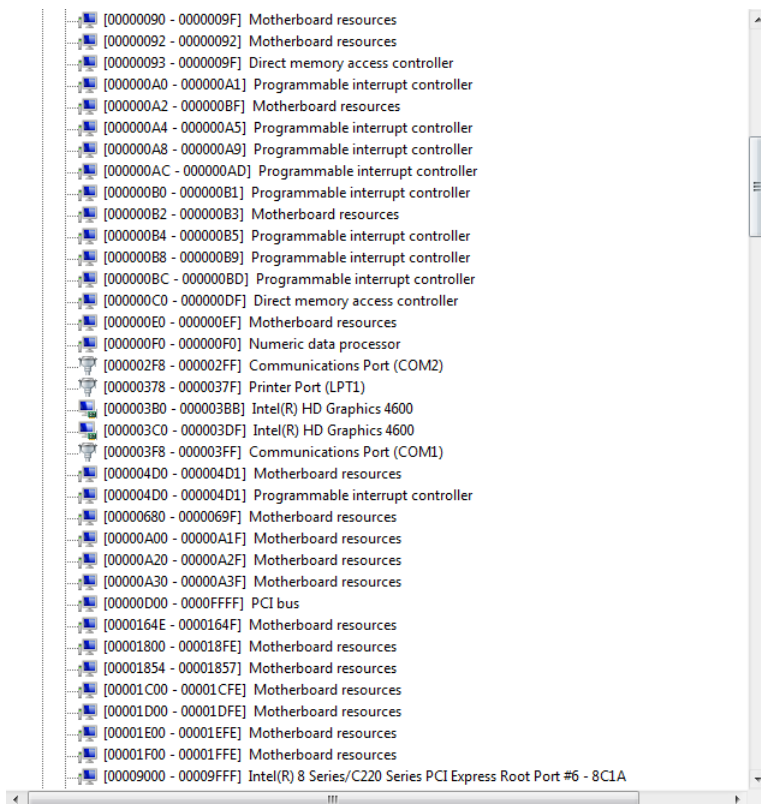 [00000090 - 0000009F] Motherboard resources
[00000092 - 00000092] Motherboard resources
[00000093 - 0000009F] Direct memory access controller
[000000A0 - 000000A1] Programmable interrupt controller
[000000A2 - 000000BF] Motherboard resources
[000000A4 - 000000A5] Programmable interrupt controller
[000000A8 - 000000A9] Programmable interrupt controller
[000000AC - 000000AD] Programmable interrupt controller
[000000B0 - 000000B1] Programmable interrupt controller
[000000B2 - 000000B3] Motherboard resources
[000000B4 - 000000B5] Programmable interrupt controller
[000000B8 - 000000B9] Programmable interrupt controller
[000000BC - 000000BD] Programmable interrupt controller
[000000C0 - 000000DF] Direct memory access controller
[000000E0 - 000000EF] Motherboard resources
[000000F0 - 000000F0] Numeric data processor
[000002F8 - 000002FF] Communications Port (COM2)
[00000378 - 0000037F] Printer Port (LPT1)
[000003B0 - 000003BB] Intel(R) HD Graphics 4600
[000003C0 - 000003DF] Intel(R) HD Graphics 4600
[000003F8 - 000003FF] Communications Port (COM1)
[000004D0 - 000004D1] Motherboard resources
[000004D0 - 000004D1] Programmable interrupt controller
[00000680 - 0000069F] Motherboard resources
[00000A00 - 00000A1F] Motherboard resources
[00000A20 - 00000A2F] Motherboard resources
[00000A30 - 00000A3F] Motherboard resources
[00000D00 - 0000FFFF] PCI bus
[0000164E - 0000164F] Motherboard resources
[00001800 - 000018FE] Motherboard resources
[00001854 - 00001857] Motherboard resources
[00001C00 - 00001CFE] Motherboard resources
[00001D00 - 00001DFE] Motherboard resources
[00001E00 - 00001EFE] Motherboard resources
[00001F00 - 00001FFE] Motherboard resources
[00009000 - 00009FFF] Intel(R) 8 Series/C220 Series PCI Express Root Port #6 - 8C1A